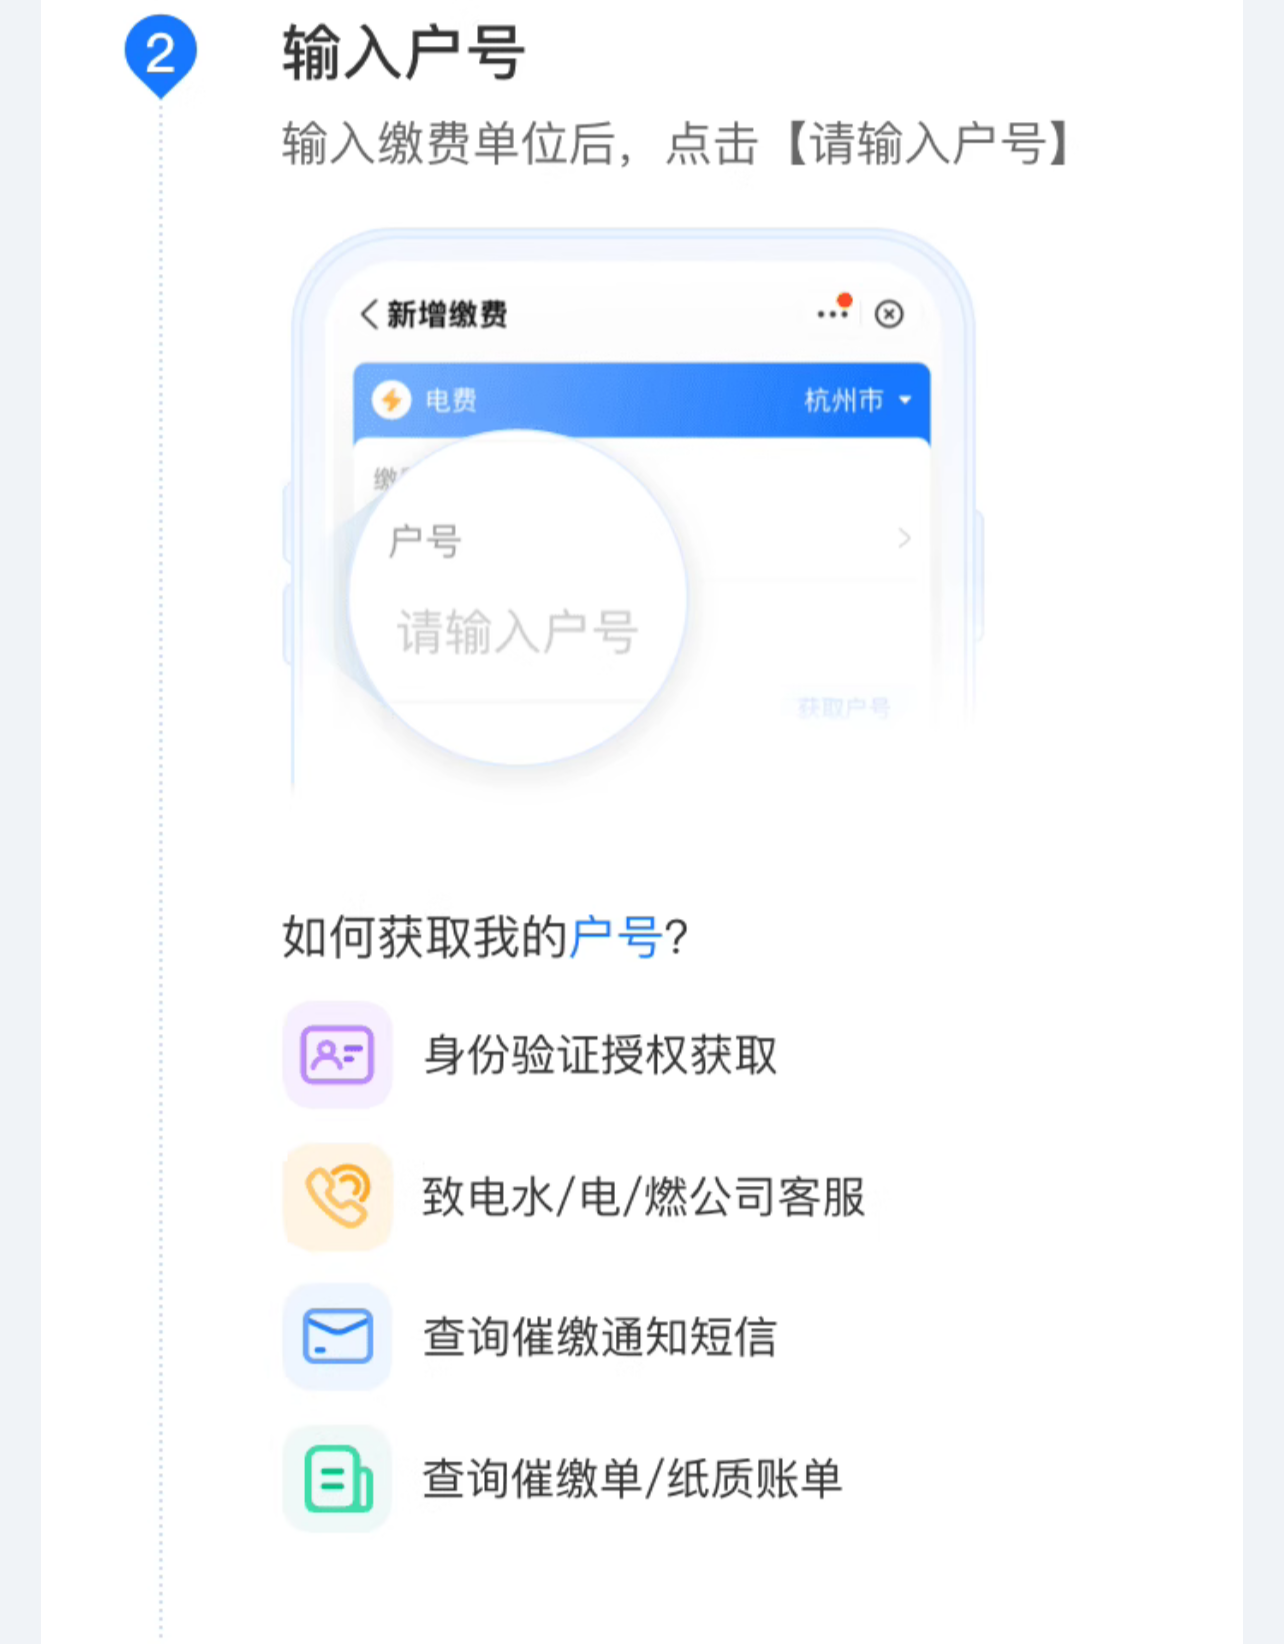 2
输入户号
输入缴费单位后，点击【请输入户号】
新增缴费
电费
杭州市
缴
户号
请输入户号
获取户号
如何获取我的户号?
身份验证授权获取
致电水/电/燃公司客服
查询催缴通知短信
查询催缴单/纸质账单